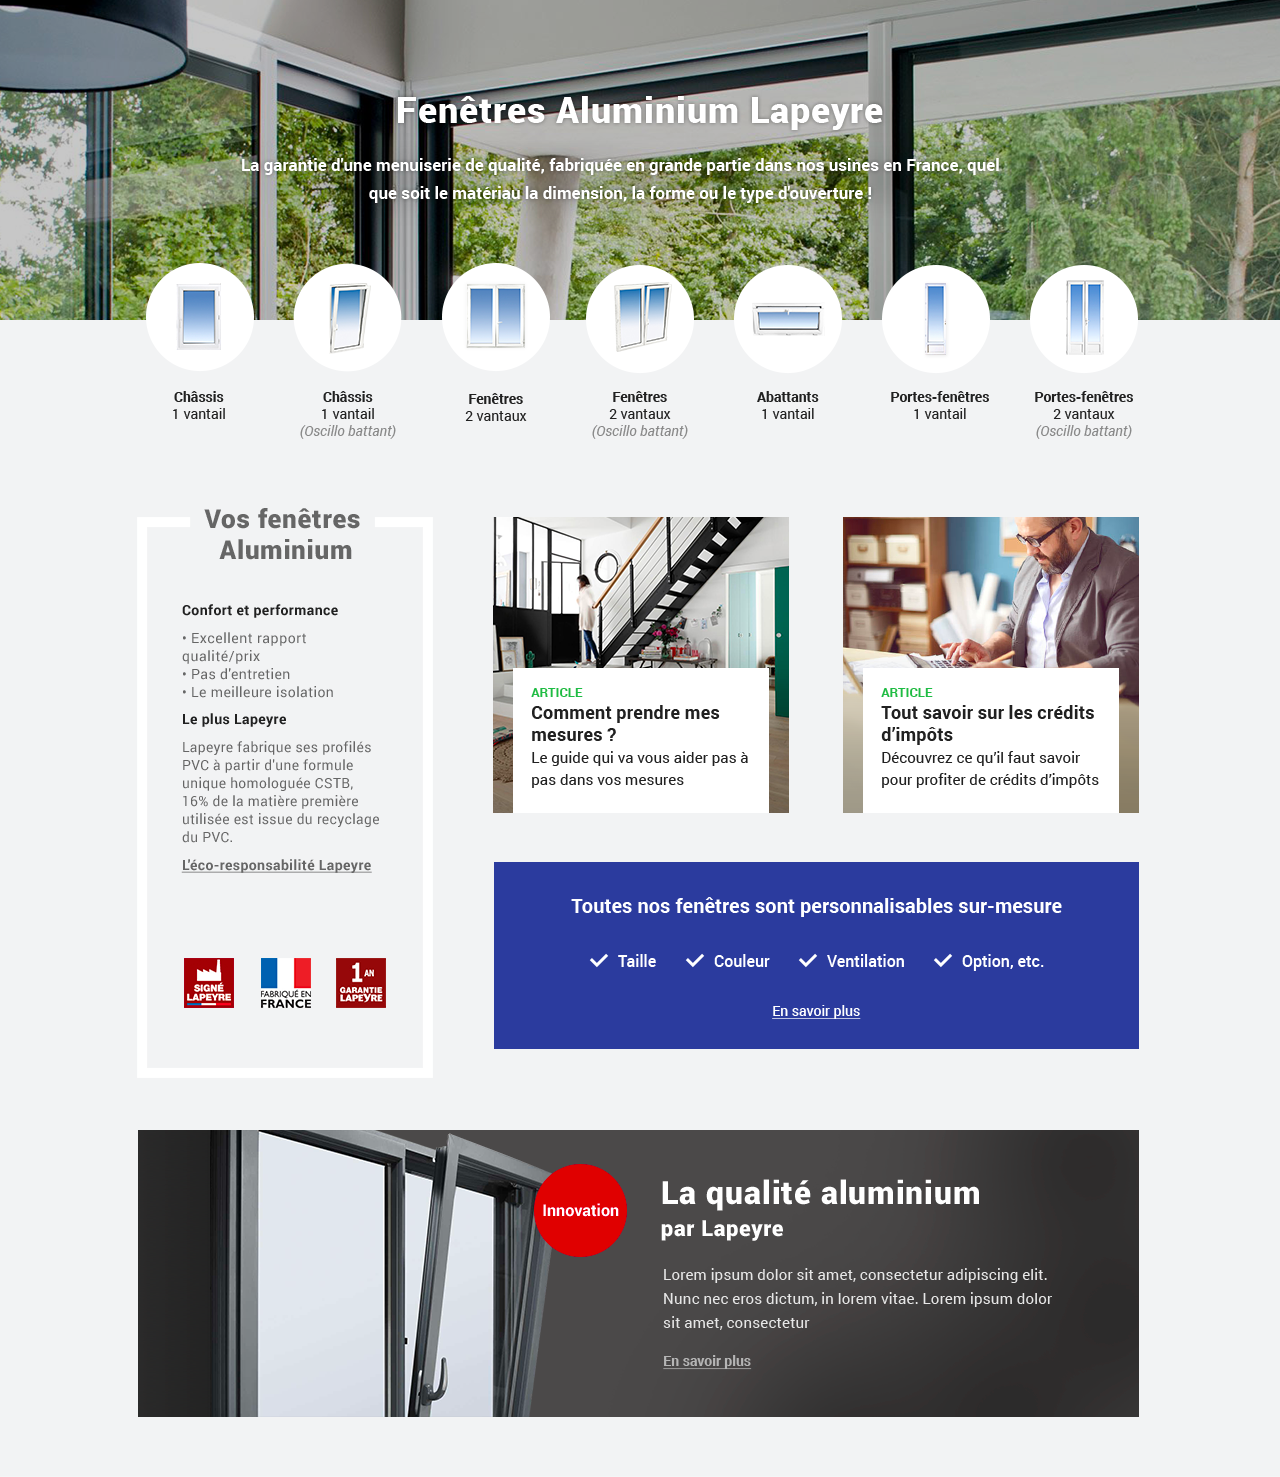 Fenêtres Aluminium Lapeyre
La garantie d'une menuiserie de qualité, fabriquée en grande partie dans nos usines en France, quel
que soit le matériau la dimension, la forme ou le type d'ouverture !
Châssis
1 vantail
Châssis
1 vantail
(Oscillo battant)
Fenêtres
2 vantaux
Fenêtres
2 vantaux
(Oscillo battant)
Abattants
1 vantail
Portes-fenêtres
1 vantail
Portes-fenêtres
2 vantaux
(Oscillo battant)
Vos fenêtres
Aluminium
Confort et performance
• Excellent rapport
qualité/prix
• Pas d'entretien
• Le meilleure isolation
Le plus Lapeyre
Lapeyre fabrique ses profilés
PVC à partir d'une formule
unique homologuée CSTB,
16% de la matière première
utilisée est issue du recyclage
du PVC.
L'éco-responsabilité Lapeyre
SIGNÉ
LAPEYRE
FABRIQUÉ EN
FRANCE
1 AN
GARANTIE
LAPEYRE
ARTICLE
Comment prendre mes
mesures ?
Le guide qui va vous aider pas à
pas dans vos mesures
ARTICLE
Tout savoir sur les crédits
d'impôts
Découvrez ce qu'il faut savoir
pour profiter de crédits d'impôts
Toutes nos fenêtres sont personnalisables sur-mesure
Taille
Couleur
Ventilation
Option, etc.
En savoir plus
Innovation
La qualité aluminium
par Lapeyre
Lorem ipsum dolor sit amet, consectetur adipiscing elit.
Nunc nec eros dictum, in lorem vitae. Lorem ipsum dolor
sit amet, consectetur
En savoir plus